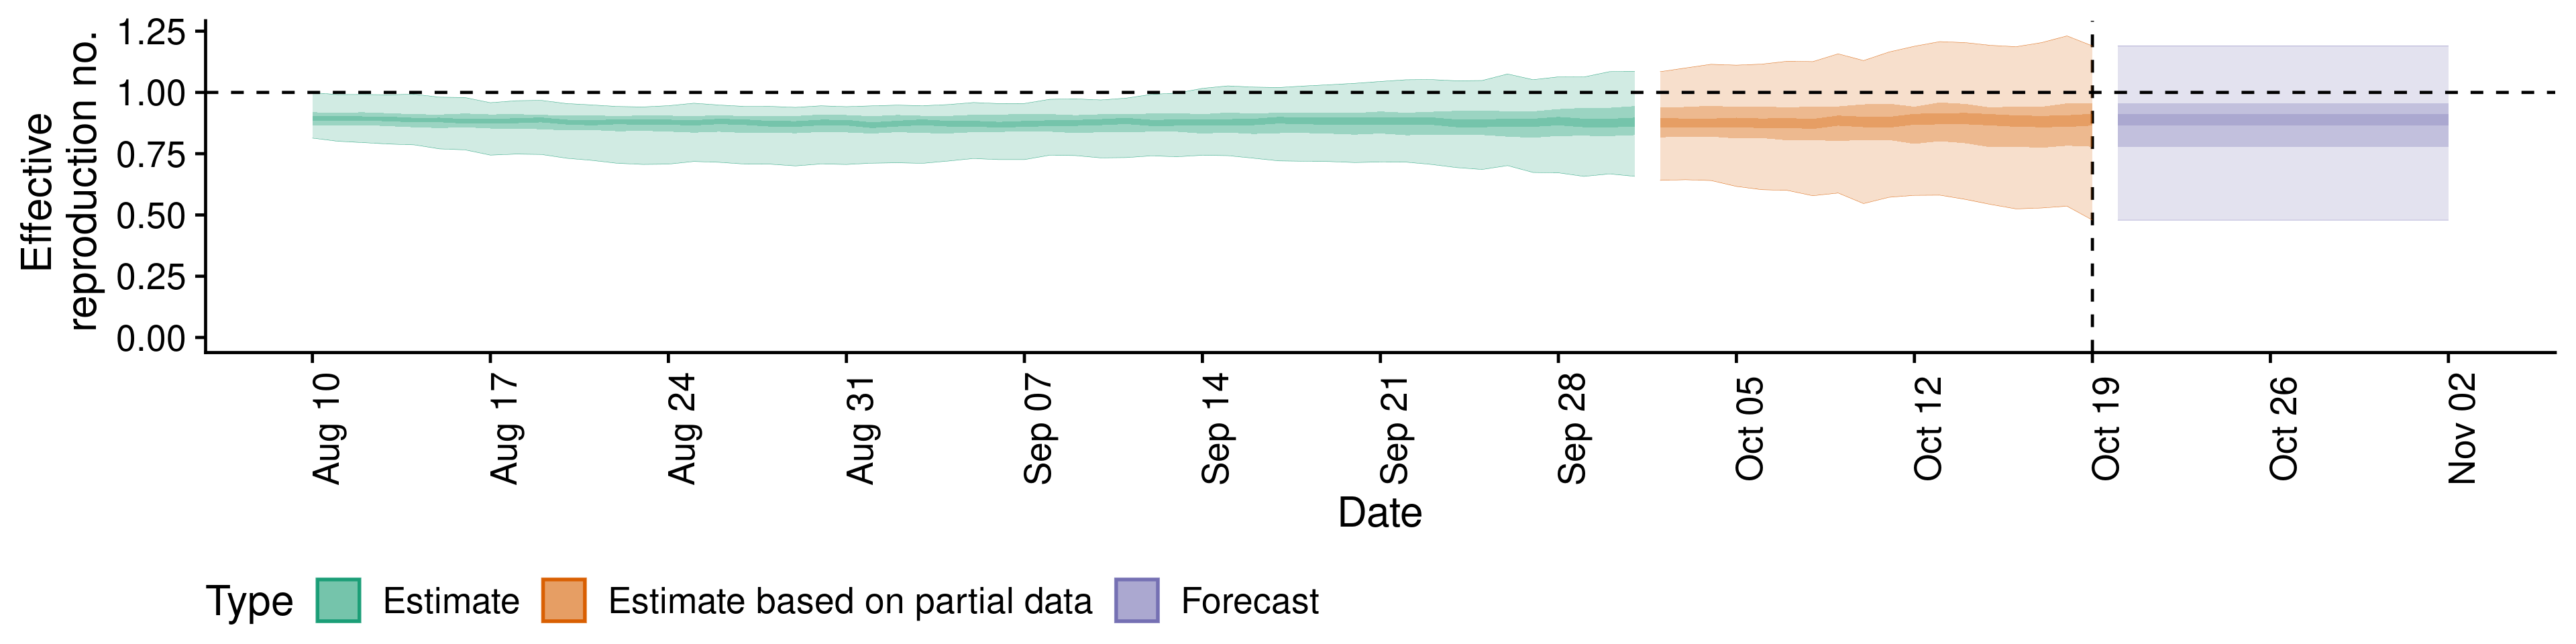 Effective
reproduction no.
1.25
1.00
0.75
0.50
0.25
0.00
Aug 10
Aug 17
Aug 24
Aug 31
Sep 07
Sep 14
Sep 21
Sep 28
Oct 05
Oct 12
Oct 19
Oct 26
Nov 02
Date
Type Estimate Estimate based on partial data Forecast